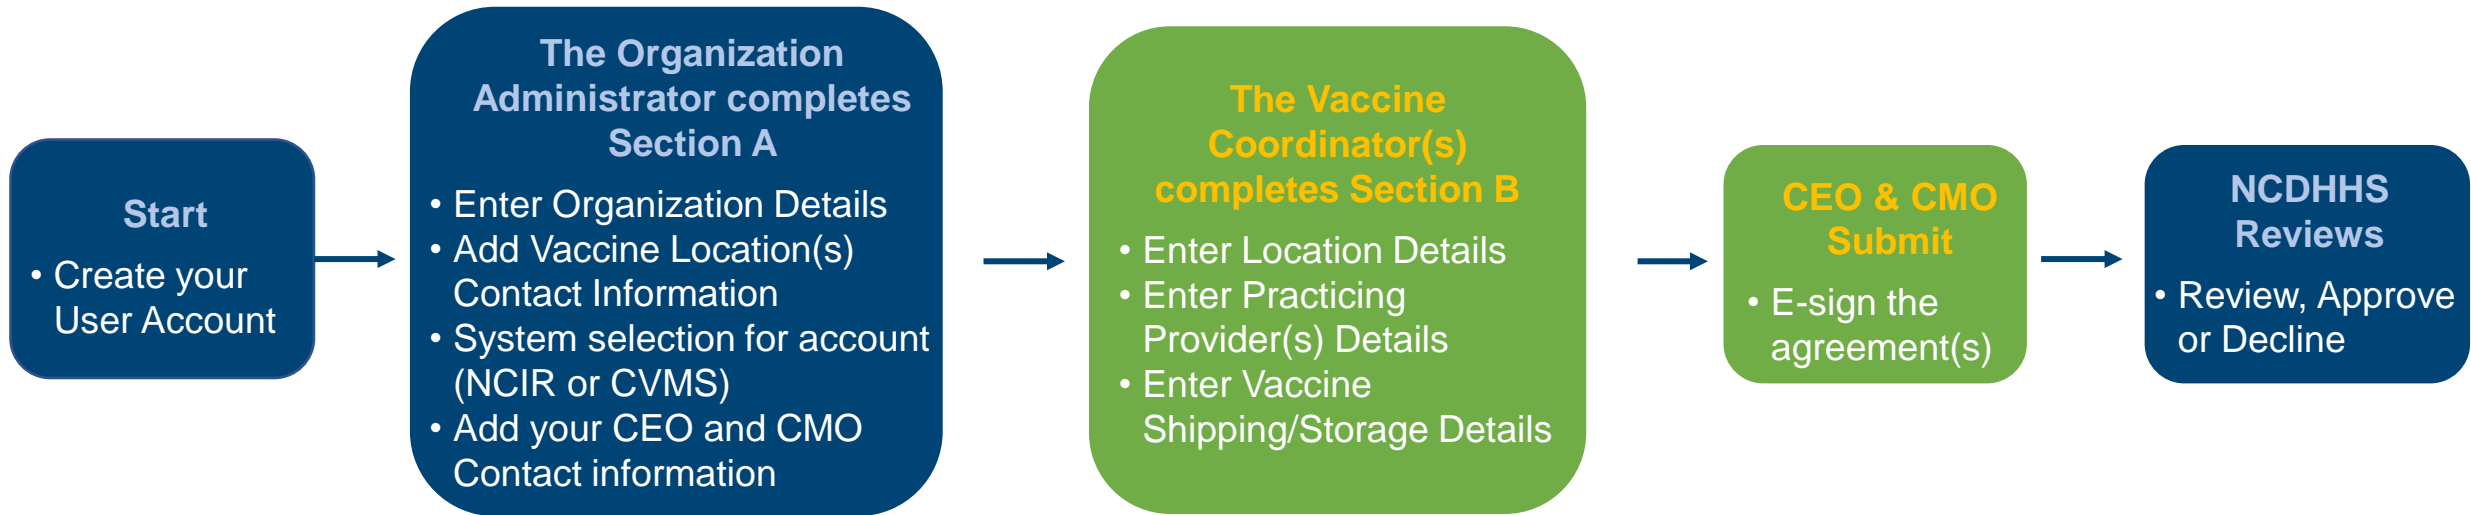 Start
• Create your
User Account
The Organization
Administrator completes
Section A
• Enter Organization Details
• Add Vaccine Location(s)
Contact Information
• System selection for account
(NCIR or CVMS)
• Add your CEO and CMO
Contact information
The Vaccine
Coordinator(s)
completes Section B
• Enter Location Details
• Enter Practicing
Provider(s) Details
• Enter Vaccine
Shipping/Storage Details
CEO & CMO
Submit
• E-sign the
agreement(s)
NCDHHS
Reviews
• Review, Approve
or Decline